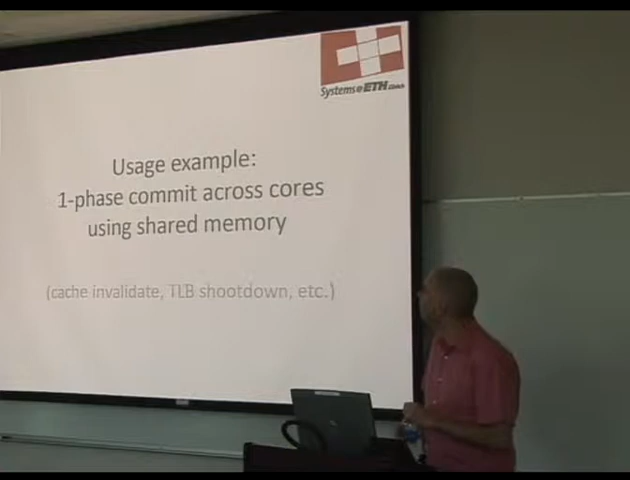 Systems@ETH
Usage example:
1-phase commit across cores
using shared memory
(cache invalidate, TLB shootdown, etc.)